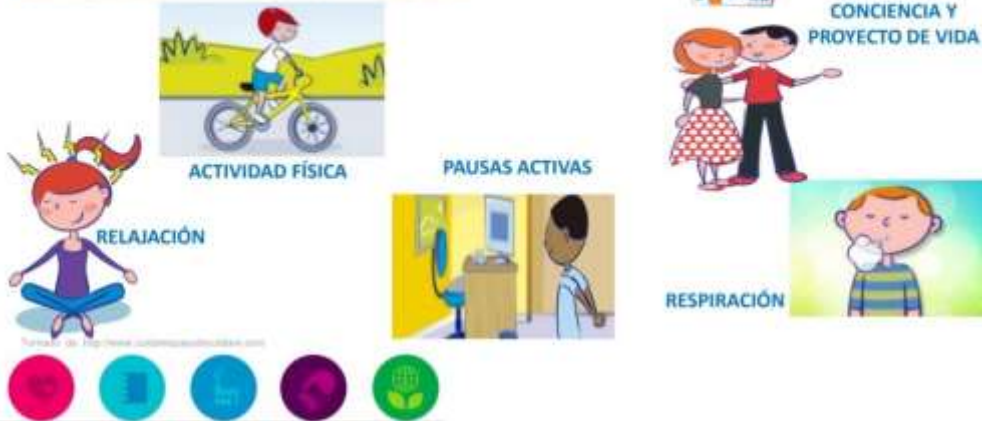 CONCIENCIA Y
PROYECTO DE VIDA
ACTIVIDAD FÍSICA
PAUSAS ACTIVAS
RELAJACIÓN
RESPIRACIÓN